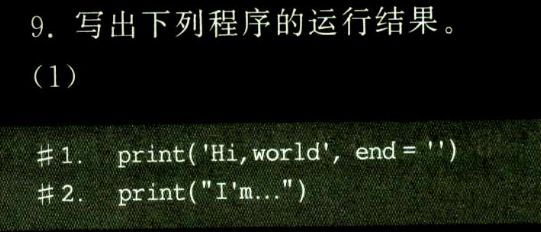 9. 写出下列程序的运行结果。
（1）
#1. print('Hi,world', end = '')
#2. print("I'm...")